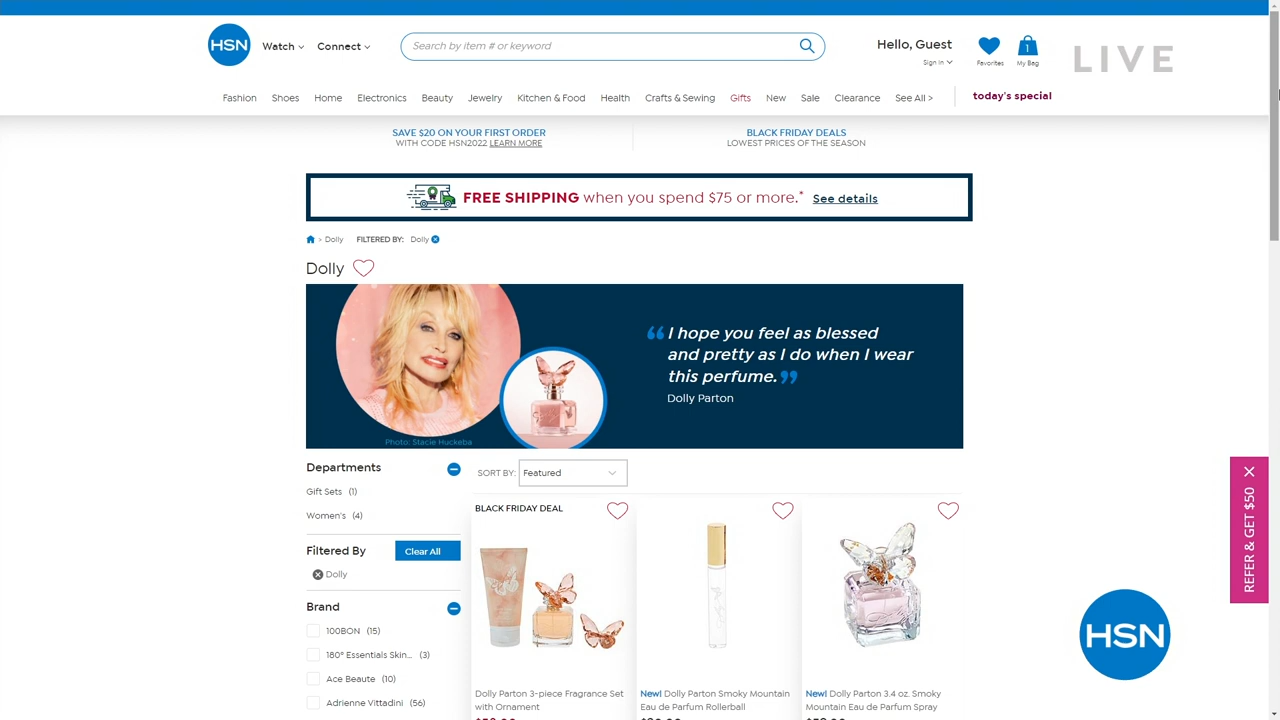 HSN
Watch
Connect
Search by item # or keyword
Hello, Guest
Sign In
Favorites
1
My Bag
LIVE
Fashion
Shoes
Home
Electronics
Beauty
Jewelry
Kitchen & Food
Health
Crafts & Sewing
Gifts
New
Sale
Clearance
See All >
today's special
SAVE $20 ON YOUR FIRST ORDER
WITH CODE HSN2022 LEARN MORE
BLACK FRIDAY DEALS
LOWEST PRICES OF THE SEASON
FREE SHIPPING when you spend $75 or more.* See details
> Dolly
FILTERED BY: Dolly
Dolly
“ I hope you feel as blessed
and pretty as I do when I wear
this perfume. ”
Dolly Parton
Photo: Stacie Huckeba
Departments
Gift Sets (1)
Women's (4)
Filtered By
Clear All
Dolly
Brand
100BON (15)
180° Essentials Skin... (3)
Ace Beaute (10)
Adrienne Vittadini (56)
SORT BY: Featured
BLACK FRIDAY DEAL
Dolly Parton 3-piece Fragrance Set
with Ornament
New! Dolly Parton Smoky Mountain
Eau de Parfum Rollerball
New! Dolly Parton 3.4 oz. Smoky
Mountain Eau de Parfum Spray
REFER & GET $50
HSN